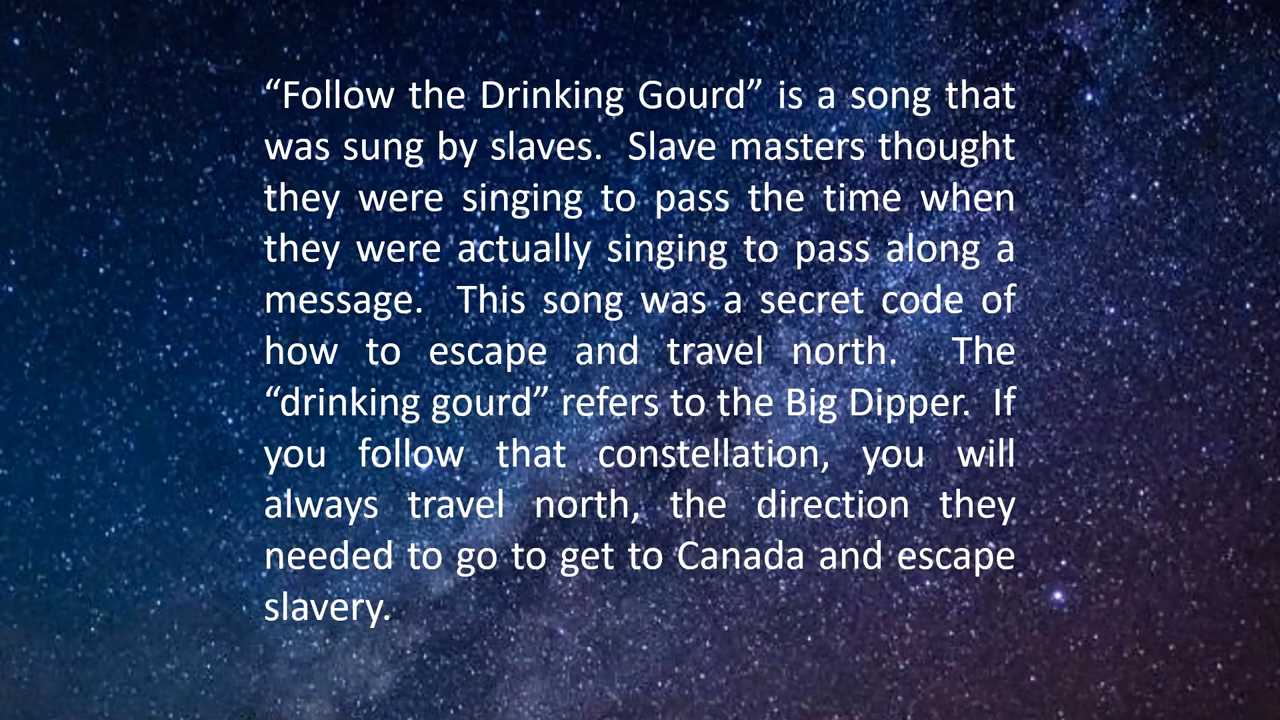 “Follow the Drinking Gourd” is a song that
was sung by slaves.  Slave masters thought
they were singing to pass the time when
they were actually singing to pass along a
message.  This song was a secret code of
how to escape and travel north.  The
“drinking gourd” refers to the Big Dipper.  If
you follow that constellation, you will
always travel north, the direction they
needed to go to get to Canada and escape
slavery.